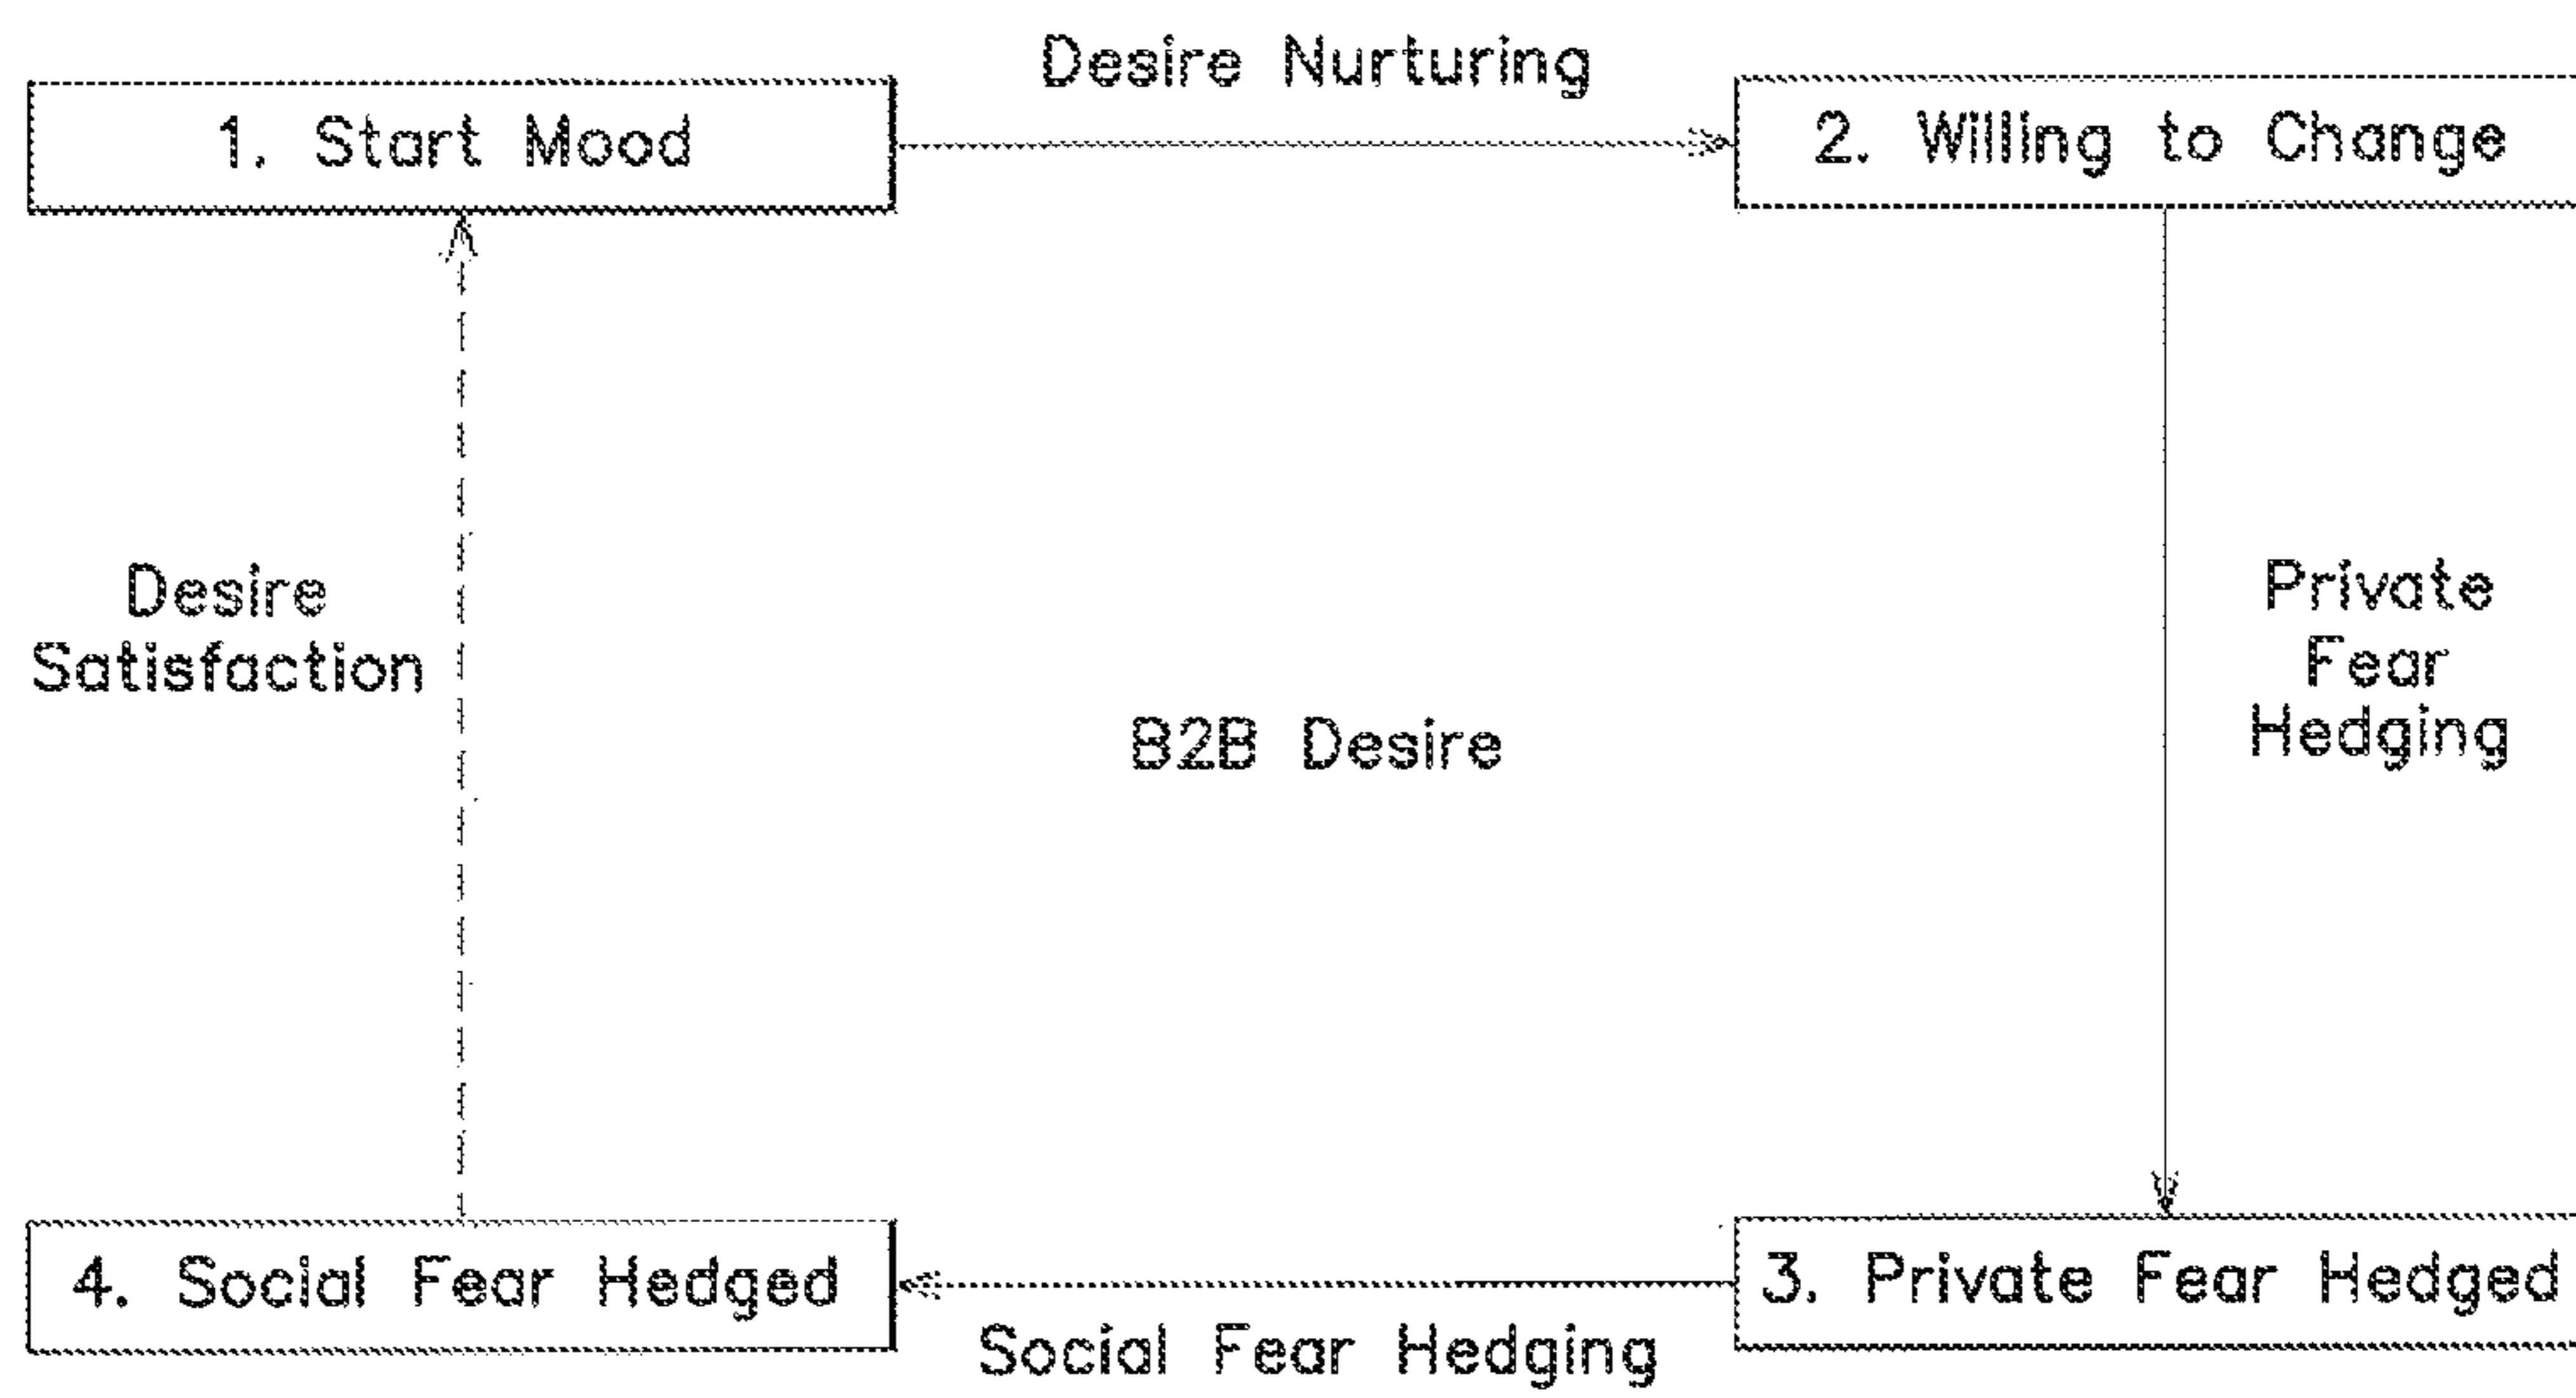 Desire Nurturing
1. Start Mood
2. Willing to Change
Desire
Satisfaction
B2B Desire
Private
Fear
Hedging
4. Social Fear Hedged
3. Private Fear Hedged
Social Fear Hedging